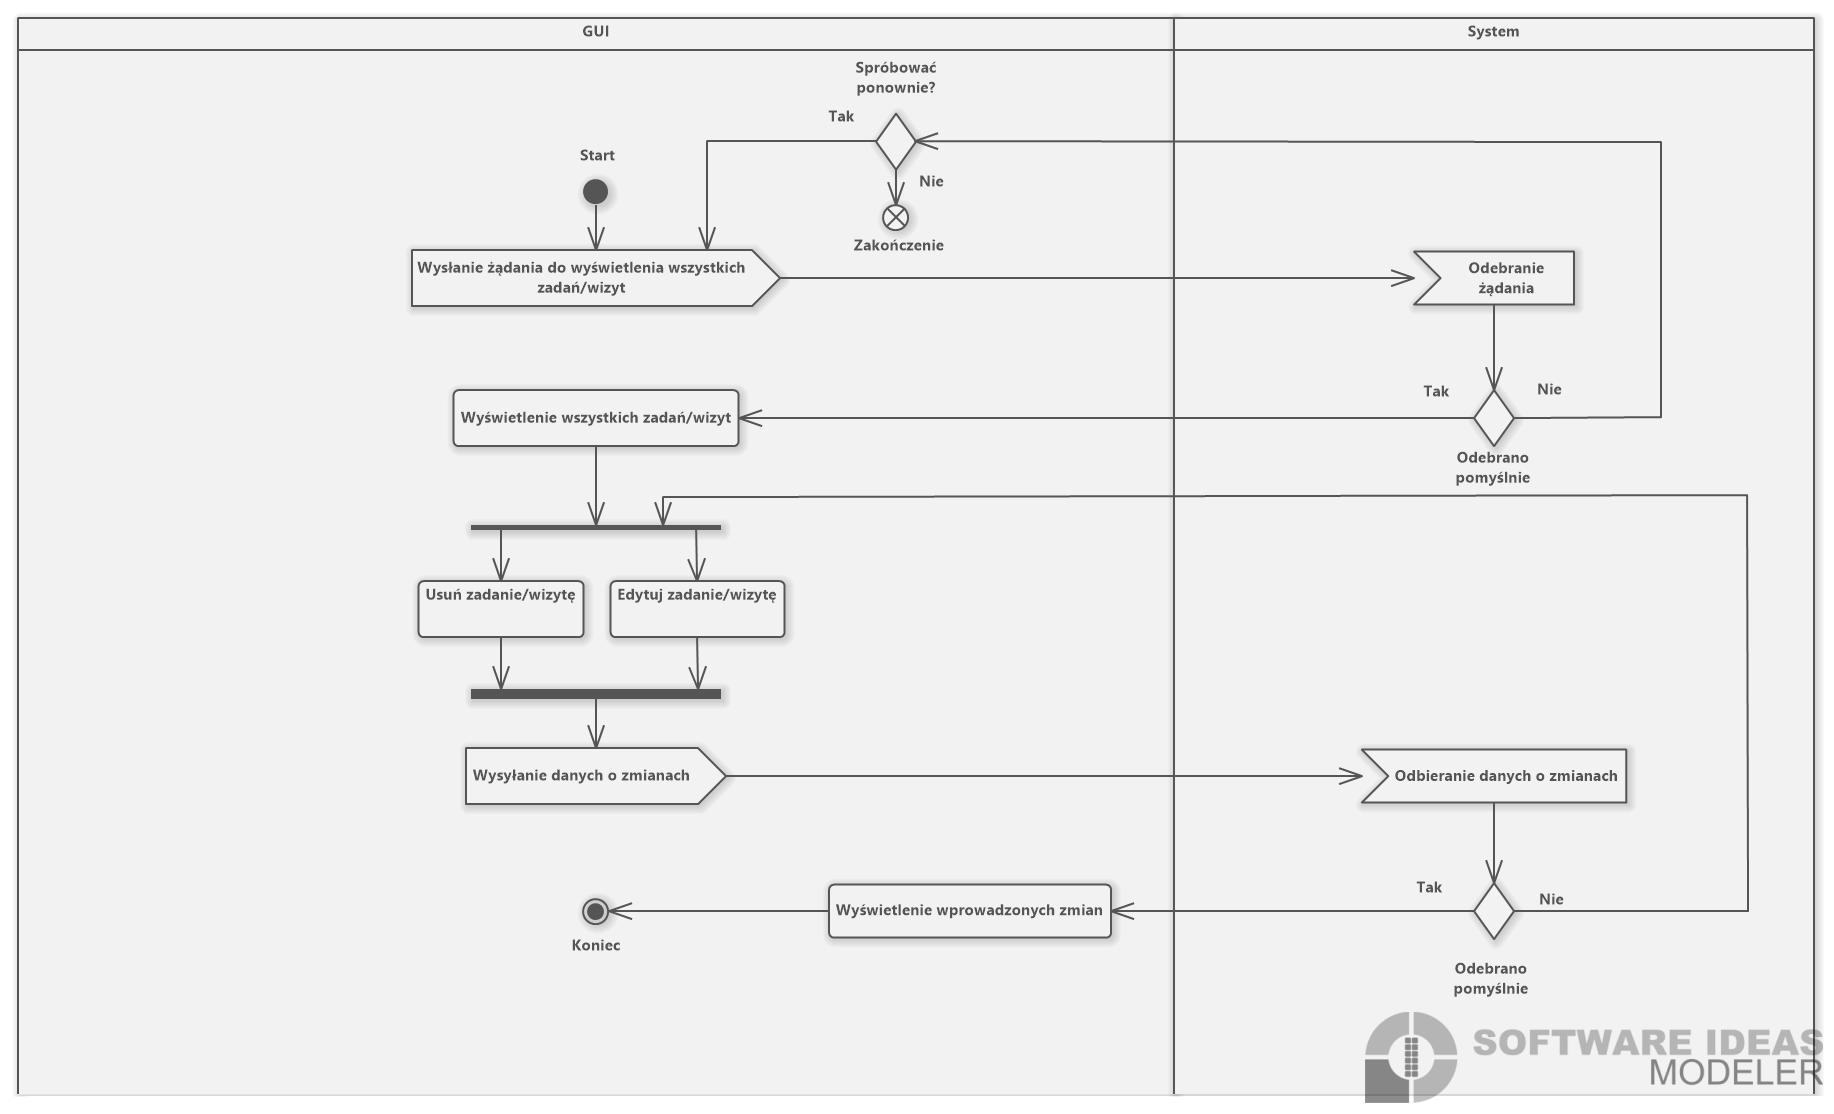 GUI
System
Spróbować
ponownie?
Tak
Start
Nie
Zakończenie
Wysłanie żądania do wyświetlenia wszystkich
zadań/wizyt
Odebranie
żądania
Tak
Nie
Wyświetlenie wszystkich zadań/wizyt
Odebrano
pomyślnie
Usuń zadanie/wizytę
Edytuj zadanie/wizytę
Wysyłanie danych o zmianach
Odbieranie danych o zmianach
Tak
Nie
Wyświetlenie wprowadzonych zmian
Koniec
Odebrano
pomyślnie
SOFTWARE IDEAS
MODELER